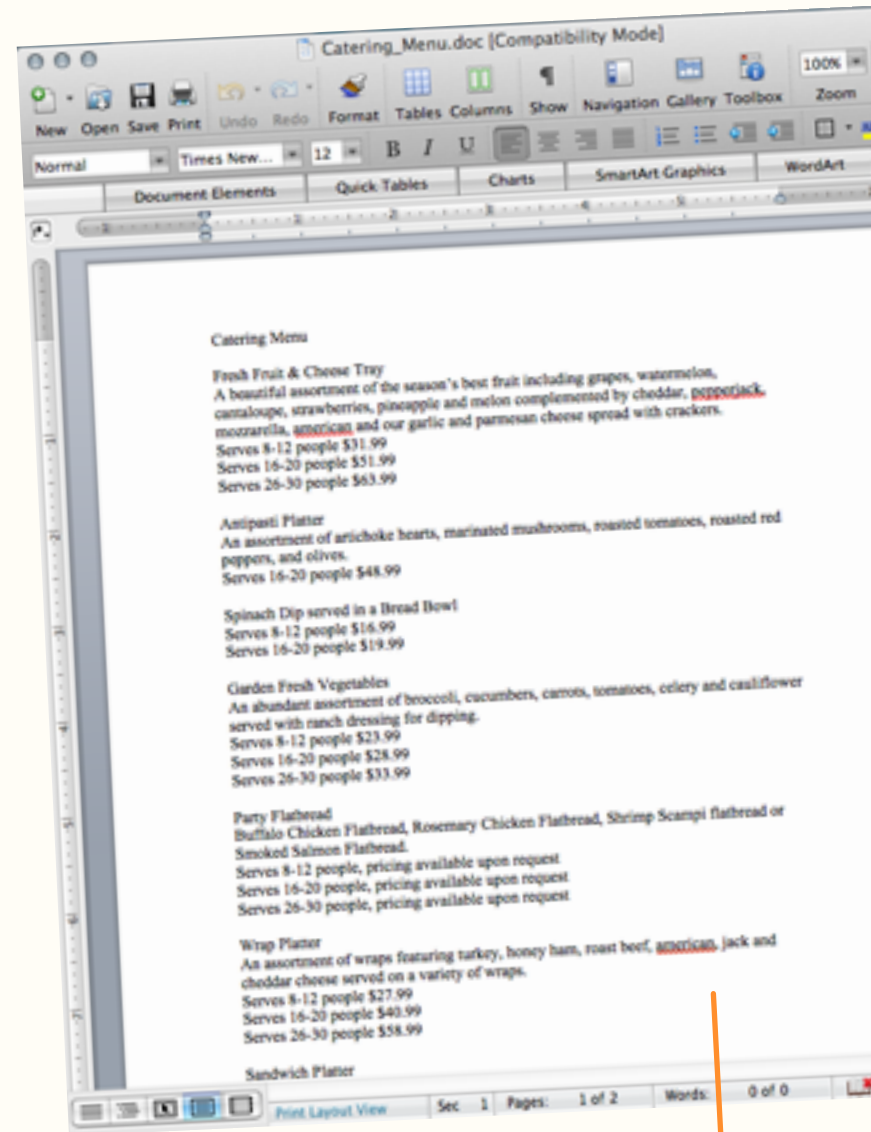 Catering_Menu.doc [Compatibility Mode]
New Open Save Print Undo Redo Format Tables Columns Show Navigation Gallery Toolbox Zoom
100%
Normal Times New... 12 B I U
Document Elements Quick Tables Charts SmartArt Graphics WordArt
Catering Menu
Fresh Fruit & Cheese Tray
A beautiful assortment of the season's best fruit including grapes, watermelon,
cantaloupe, strawberries, pineapple and melon complemented by cheddar, pepperjack,
mozzarella, american and our garlic and parmesan cheese spread with crackers.
Serves 8-12 people $31.99
Serves 16-20 people $51.99
Serves 26-30 people $63.99
Antipasti Platter
An assortment of artichoke hearts, marinated mushrooms, roasted tomatoes, roasted red
peppers, and olives.
Serves 16-20 people $48.99
Spinach Dip served in a Bread Bowl
Serves 8-12 people $16.99
Serves 16-20 people $19.99
Garden Fresh Vegetables
An abundant assortment of broccoli, cucumbers, carrots, tomatoes, celery and cauliflower
served with ranch dressing for dipping.
Serves 8-12 people $23.99
Serves 16-20 people $28.99
Serves 26-30 people $33.99
Party Flatbread
Buffalo Chicken Flatbread, Rosemary Chicken Flatbread, Shrimp Scampi flatbread or
Smoked Salmon Flatbread.
Serves 8-12 people, pricing available upon request
Serves 16-20 people, pricing available upon request
Serves 26-30 people, pricing available upon request
Wrap Platter
An assortment of wraps featuring turkey, honey ham, roast beef, american, jack and
cheddar cheese served on a variety of wraps.
Serves 8-12 people $27.99
Serves 16-20 people $40.99
Serves 26-30 people $58.99
Sandwich Platter
Print Layout View Sec 1 Pages: 1 of 2 Words: 0 of 0